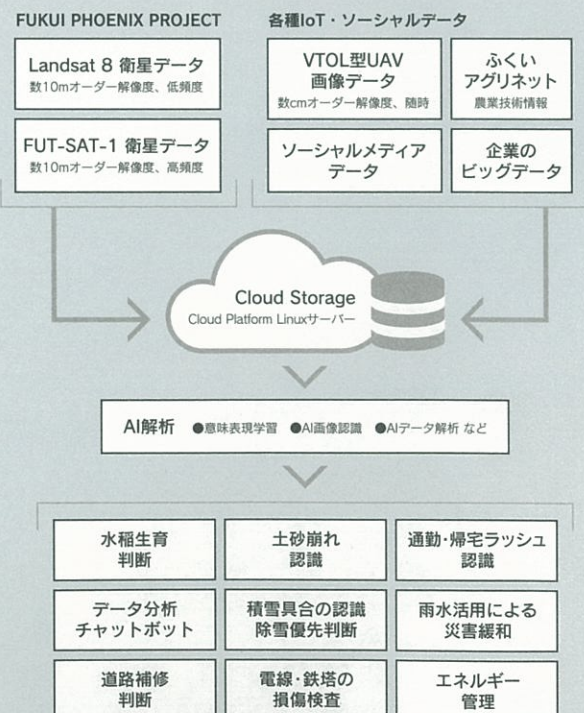 FUKUI PHOENIX PROJECT
Landsat 8 衛星データ
数10mオーダー解像度、低頻度
FUT-SAT-1 衛星データ
数10mオーダー解像度、高頻度
各種IoT・ソーシャルデータ
VTOL型UAV
画像データ
数cmオーダー解像度、随時
ふくい
アグリネット
農業技術情報
ソーシャルメディア
データ
企業の
ビッグデータ
Cloud Storage
Cloud Platform Linuxサーバー
AI解析 ●意味表現学習 ●AI画像認識 ●AIデータ解析 など
水稲生育
判断
土砂崩れ
認識
通勤・帰宅ラッシュ
認識
データ分析
チャットボット
積雪具合の認識
除雪優先判断
雨水活用による
災害緩和
道路補修
判断
電線・鉄塔の
損傷検査
エネルギー
管理